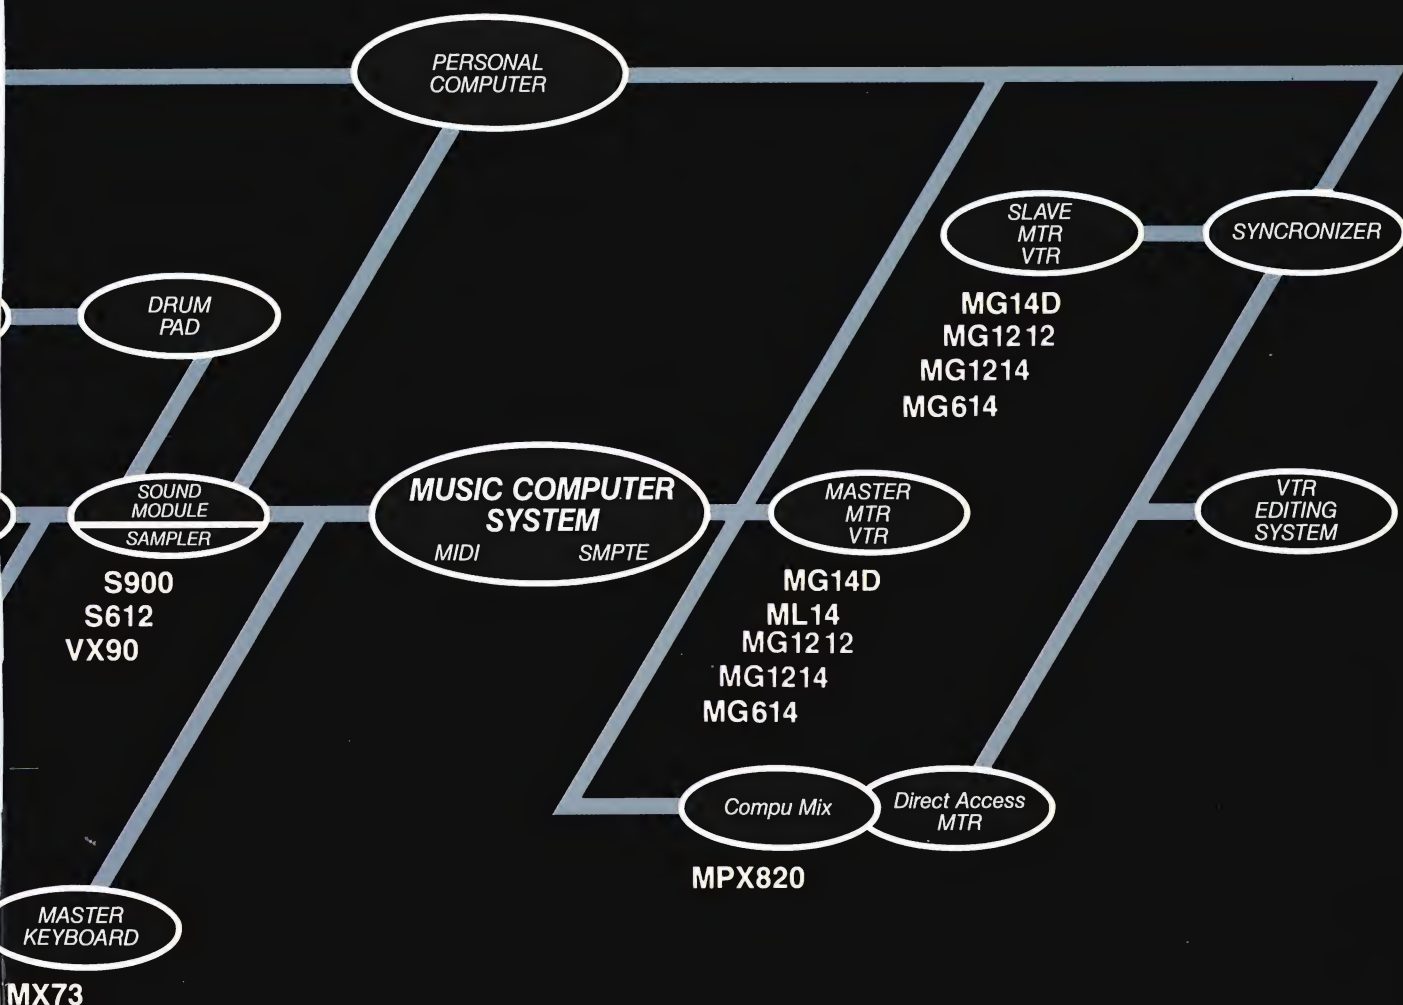 PERSONAL
COMPUTER
SLAVE
MTR
VTR
SYNCRONIZER
MG14D
MG1212
MG1214
MG614
DRUM
PAD
SOUND
MODULE
SAMPLER
S900
S612
VX90
MUSIC COMPUTER
SYSTEM
MIDI SMPTE
MASTER
MTR
VTR
MG14D
ML14
MG1212
MG1214
MG614
VTR
EDITING
SYSTEM
Compu Mix
Direct Access
MTR
MPX820
MASTER
KEYBOARD
MX73